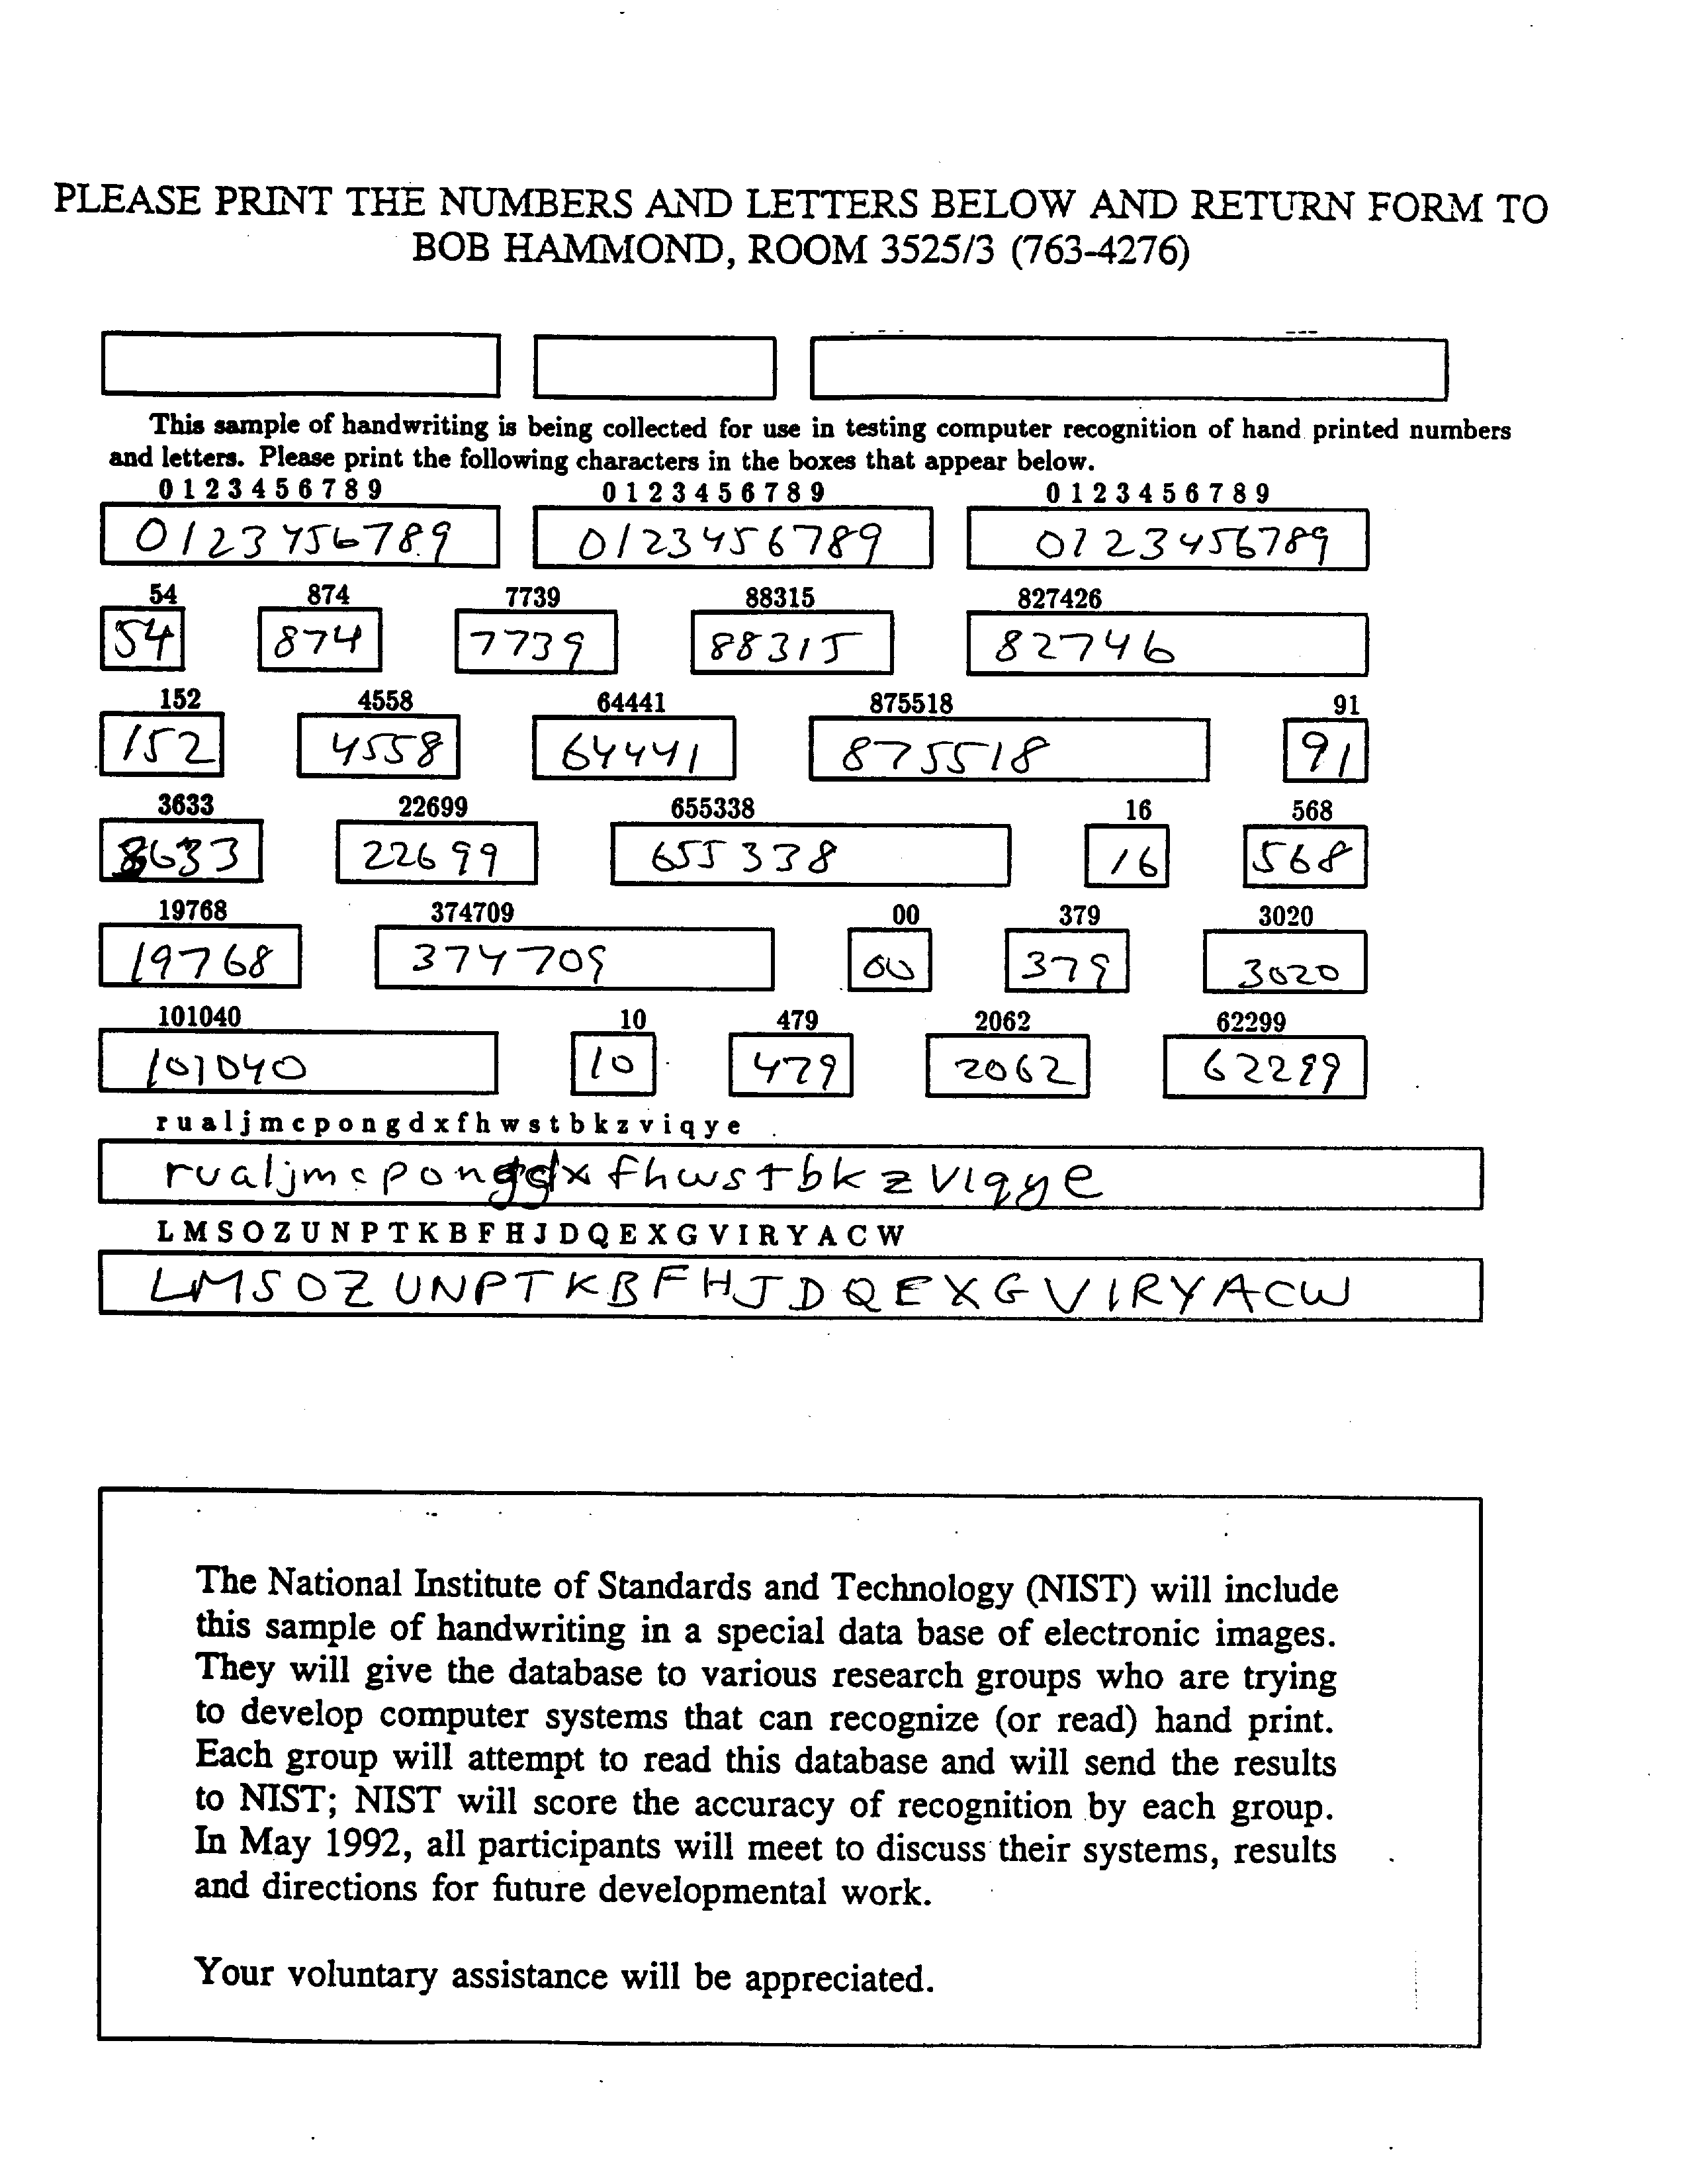 PLEASE PRINT THE NUMBERS AND LETTERS BELOW AND RETURN FORM TO
BOB HAMMOND, ROOM 3525/3 (763-4276)
This sample of handwriting is being collected for use in testing computer recognition of hand printed numbers
and letters. Please print the following characters in the boxes that appear below.
0 1 2 3 4 5 6 7 8 9 0 1 2 3 4 5 6 7 8 9 0 1 2 3 4 5 6 7 8 9
0123456789 0123456789 0123456789
54 874 7739 88315 827426
54 874 7739 88315 82746
152 4558 64441 875518 91
152 4558 64441 875518 91
3633 22699 655338 16 568
3633 22699 655338 16 568
19768 374709 00 379 3020
19768 374709 00 379 3020
101040 10 479 2062 62299
101040 10 479 2062 62299
r u a l j m c p o n g d x f h w s t b k z v i q y e
rualjmcpongdxfhwstbkzviqye
L M S O Z U N P T K B F H J D Q E X G V I R Y A C W
LMSOZUNPTKBFHJDQEXGVIRYACW
The National Institute of Standards and Technology (NIST) will include
this sample of handwriting in a special data base of electronic images.
They will give the database to various research groups who are trying
to develop computer systems that can recognize (or read) hand print.
Each group will attempt to read this database and will send the results
to NIST; NIST will score the accuracy of recognition by each group.
In May 1992, all participants will meet to discuss their systems, results
and directions for future developmental work.
Your voluntary assistance will be appreciated.